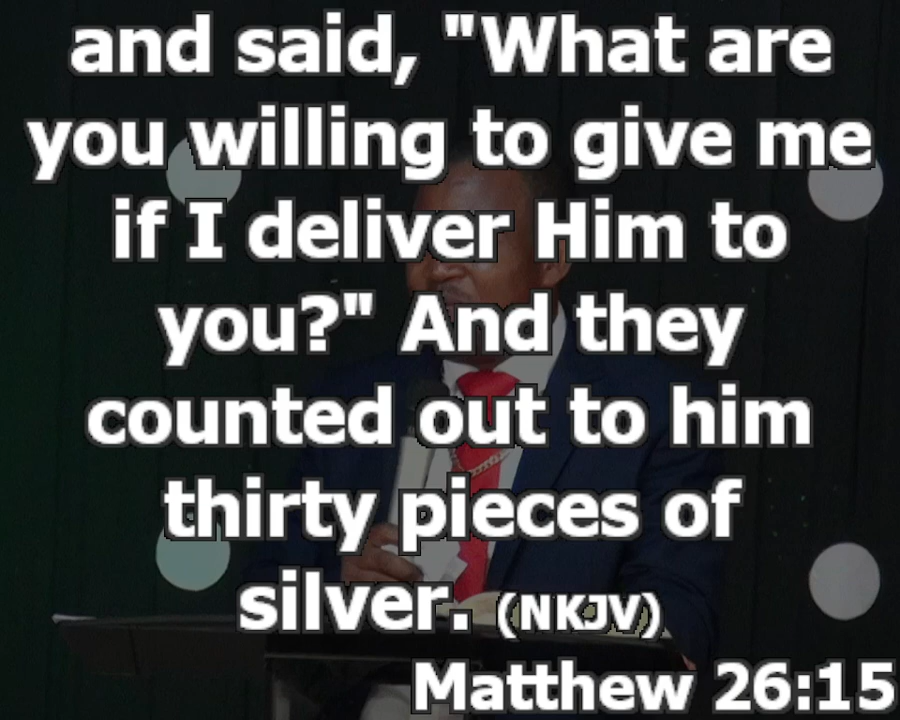 and said, "What are
you willing to give me
if I deliver Him to
you?" And they
counted out to him
thirty pieces of
silver. (NKJV)
Matthew 26:15